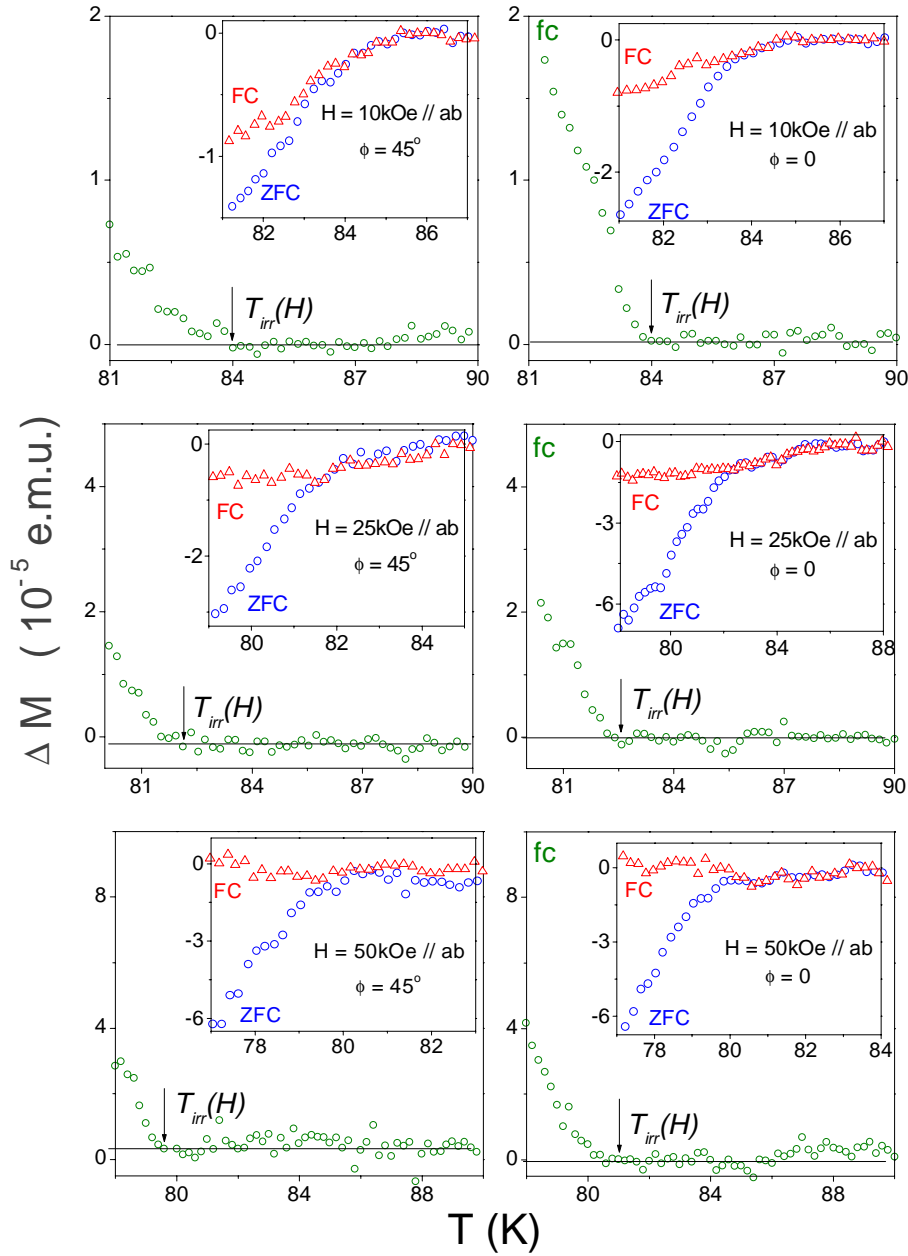 2
1
0
81
84
87
90
T_irr(H)
0
-1
82
84
86
FC
ZFC
H = 10kOe // ab
ϕ = 45°
fc
2
1
0
81
84
87
90
T_irr(H)
0
-2
82
84
86
FC
ZFC
H = 10kOe // ab
ϕ = 0
4
2
0
81
84
87
90
T_irr(H)
0
-2
80
82
84
FC
ZFC
H = 25kOe // ab
ϕ = 45°
fc
4
2
0
81
84
87
90
T_irr(H)
0
-3
-6
80
82
84
86
88
FC
ZFC
H = 25kOe // ab
ϕ = 0
8
4
0
80
84
88
T_irr(H)
0
-3
-6
78
80
82
FC
ZFC
H = 50kOe // ab
ϕ = 45°
fc
8
4
0
80
84
88
T_irr(H)
0
-3
-6
78
80
82
84
FC
ZFC
H = 50kOe // ab
ϕ = 0
Δ M ( 10⁻⁵ e.m.u.)
T (K)